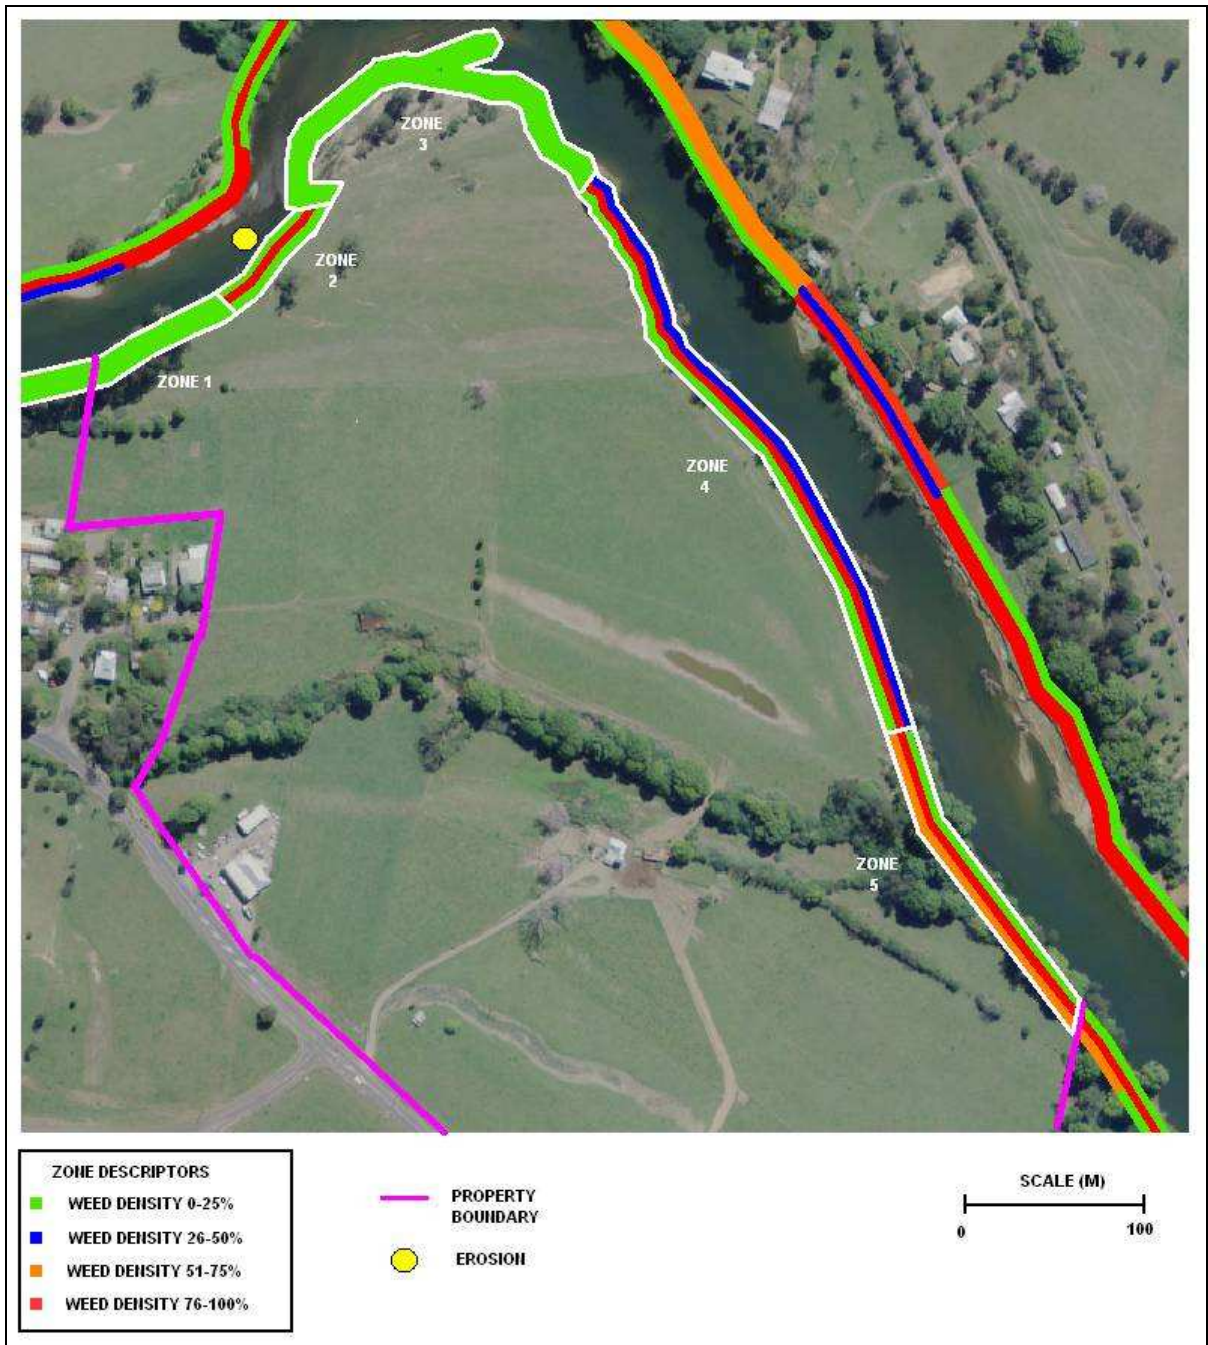 ZONE
3
ZONE
2
ZONE 1
ZONE
4
ZONE
5
ZONE DESCRIPTORS
WEED DENSITY 0-25%
WEED DENSITY 26-50%
WEED DENSITY 51-75%
WEED DENSITY 76-100%
PROPERTY
BOUNDARY
EROSION
SCALE (M)
0 100